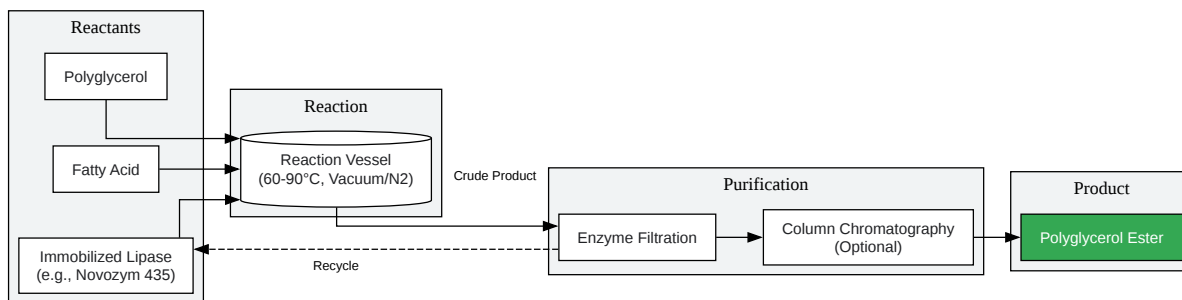 Reactants
Polyglycerol
Fatty Acid
Immobilized Lipase
(e.g., Novozym 435)
Reaction
Reaction Vessel
(60-90°C, Vacuum/N2)
Crude Product
Recycle
Purification
Enzyme Filtration
Column Chromatography
(Optional)
Product
Polyglycerol Ester